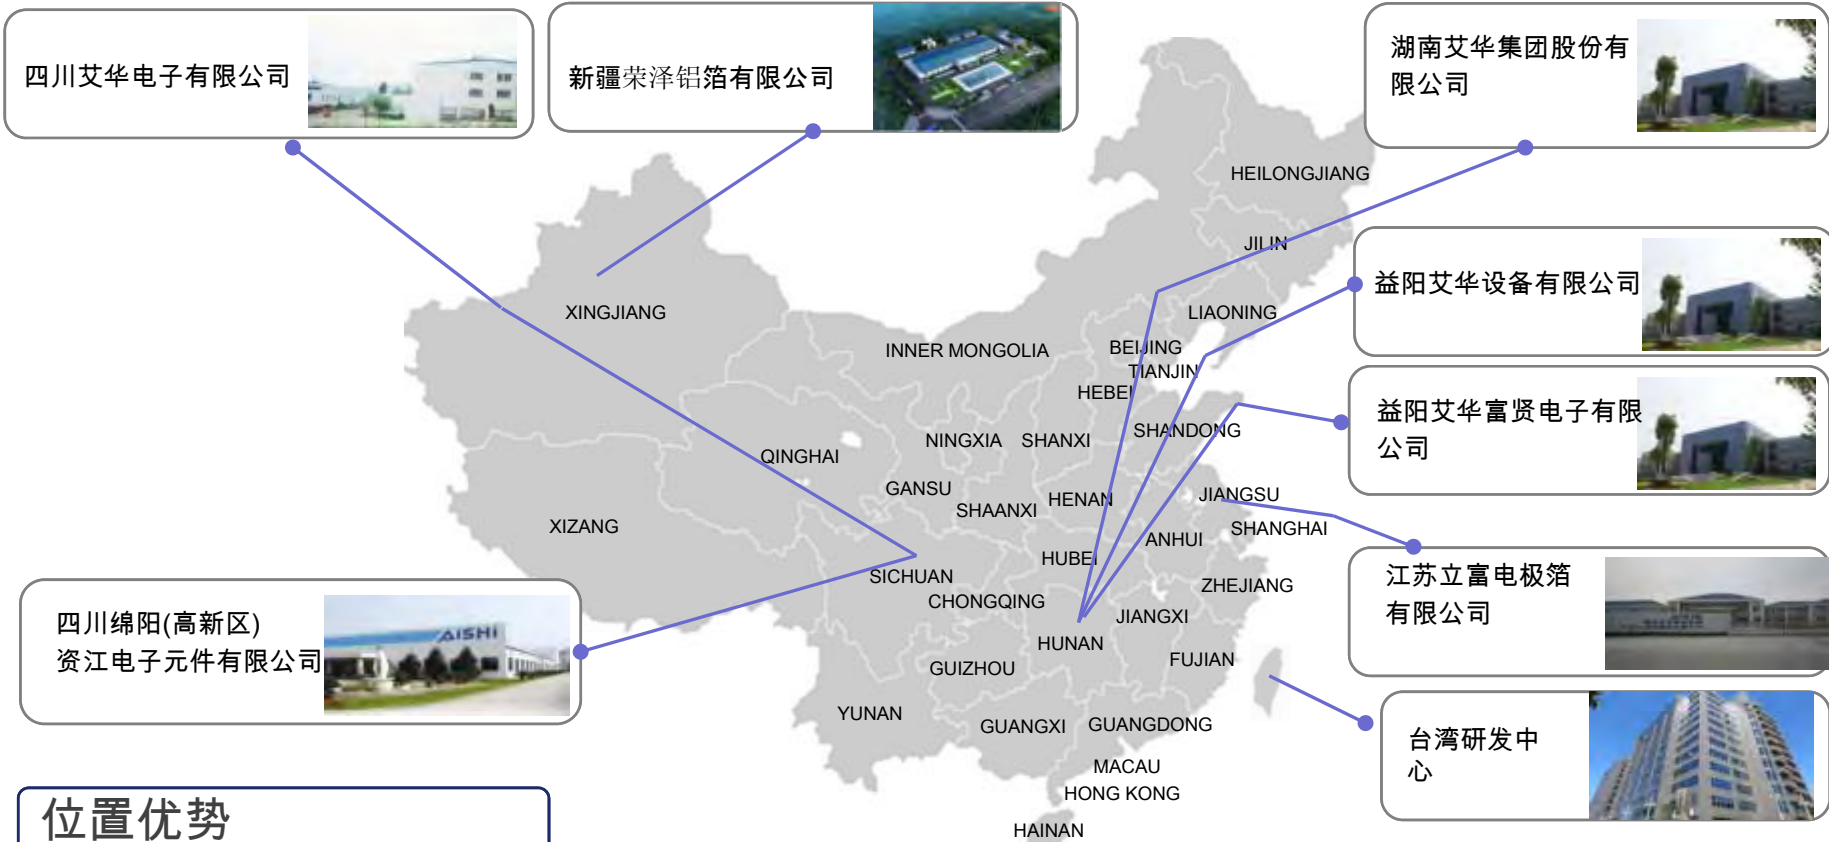 四川艾华电子有限公司
新疆荣泽铝箔有限公司
湖南艾华集团股份有
限公司
HEILONGJIANG
JILIN
益阳艾华设备有限公司
XINGJIANG
LIAONING
INNER MONGOLIA
BEIJING
TIANJIN
HEBEI
益阳艾华富贤电子有限
公司
NINGXIA
SHANXI
SHANDONG
QINGHAI
GANSU
SHAANXI
HENAN
JIANGSU
XIZANG
SHANGHAI
ANHUI
HUBEI
SICHUAN
ZHEJIANG
江苏立富电极箔
有限公司
CHONGQING
JIANGXI
四川绵阳(高新区)
资江电子元件有限公司
AISHI
HUNAN
FUJIAN
GUIZHOU
YUNAN
GUANGXI
GUANGDONG
台湾研发中
心
MACAU
HONG KONG
HAINAN
位置优势